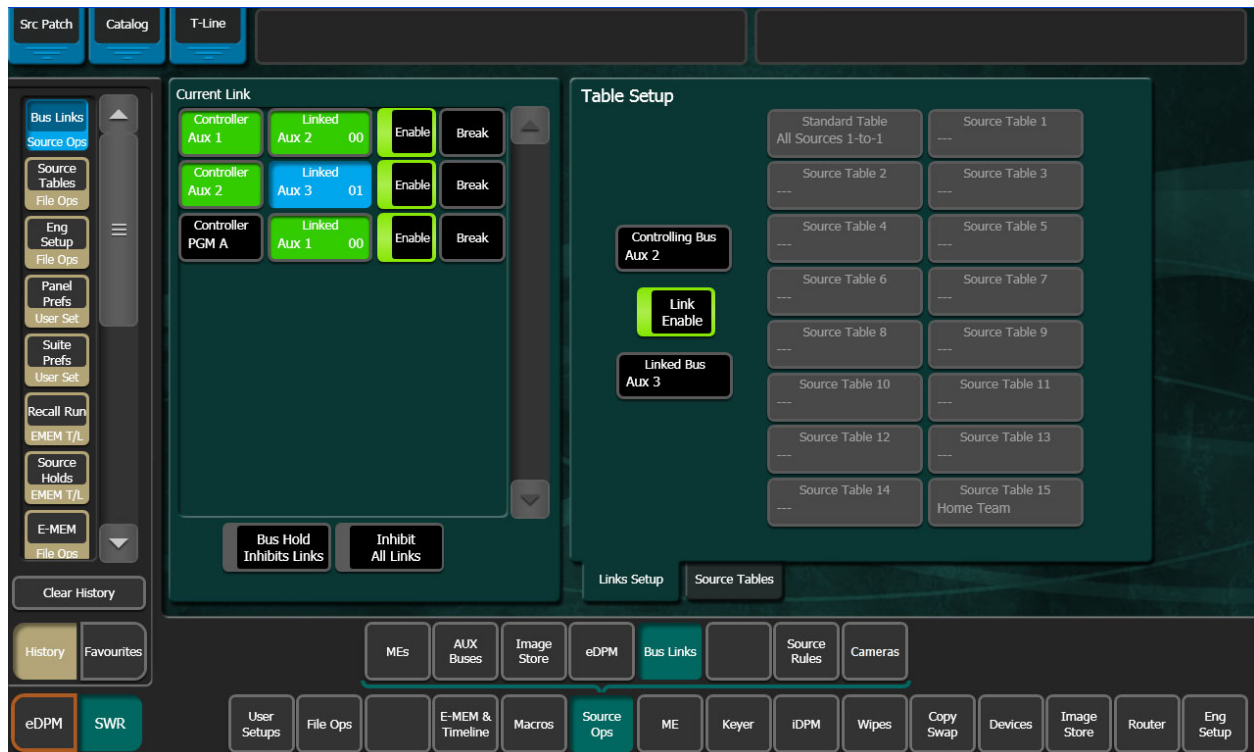 Src Patch
Catalog
T-Line
Bus Links
Source Ops
Source
Tables
File Ops
Eng
Setup
File Ops
Panel
Prefs
User Set
Suite
Prefs
User Set
Recall Run
EMEM T/L
Source
Holds
EMEM T/L
E-MEM
File Ops
Clear History
History
Favourites
Current Link
Controller
Aux 1
Linked
Aux 2 00
Enable
Break
Controller
Aux 2
Linked
Aux 3 01
Enable
Break
Controller
PGM A
Linked
Aux 1 00
Enable
Break
Bus Hold
Inhibits Links
Inhibit
All Links
Table Setup
Controlling Bus
Aux 2
Link
Enable
Linked Bus
Aux 3
Standard Table
All Sources 1-to-1
Source Table 1
---
Source Table 2
---
Source Table 3
---
Source Table 4
---
Source Table 5
---
Source Table 6
---
Source Table 7
---
Source Table 8
---
Source Table 9
---
Source Table 10
---
Source Table 11
---
Source Table 12
---
Source Table 13
---
Source Table 14
---
Source Table 15
Home Team
Links Setup
Source Tables
MEs
AUX
Buses
Image
Store
eDPM
Bus Links
Source
Rules
Cameras
eDPM
SWR
User
Setups
File Ops
E-MEM &
Timeline
Macros
Source
Ops
ME
Keyer
iDPM
Wipes
Copy
Swap
Devices
Image
Store
Router
Eng
Setup